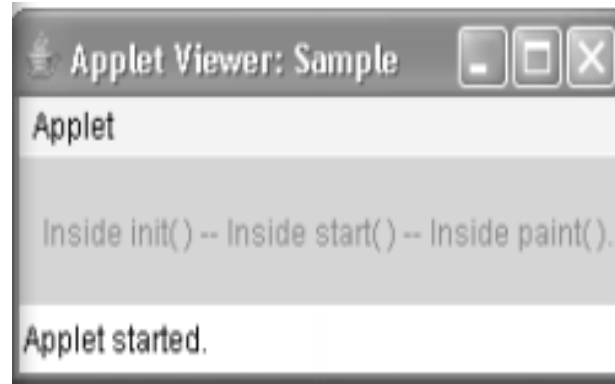 Applet Viewer: Sample
Applet
Inside init( ) -- Inside start( ) -- Inside paint( ).
Applet started.